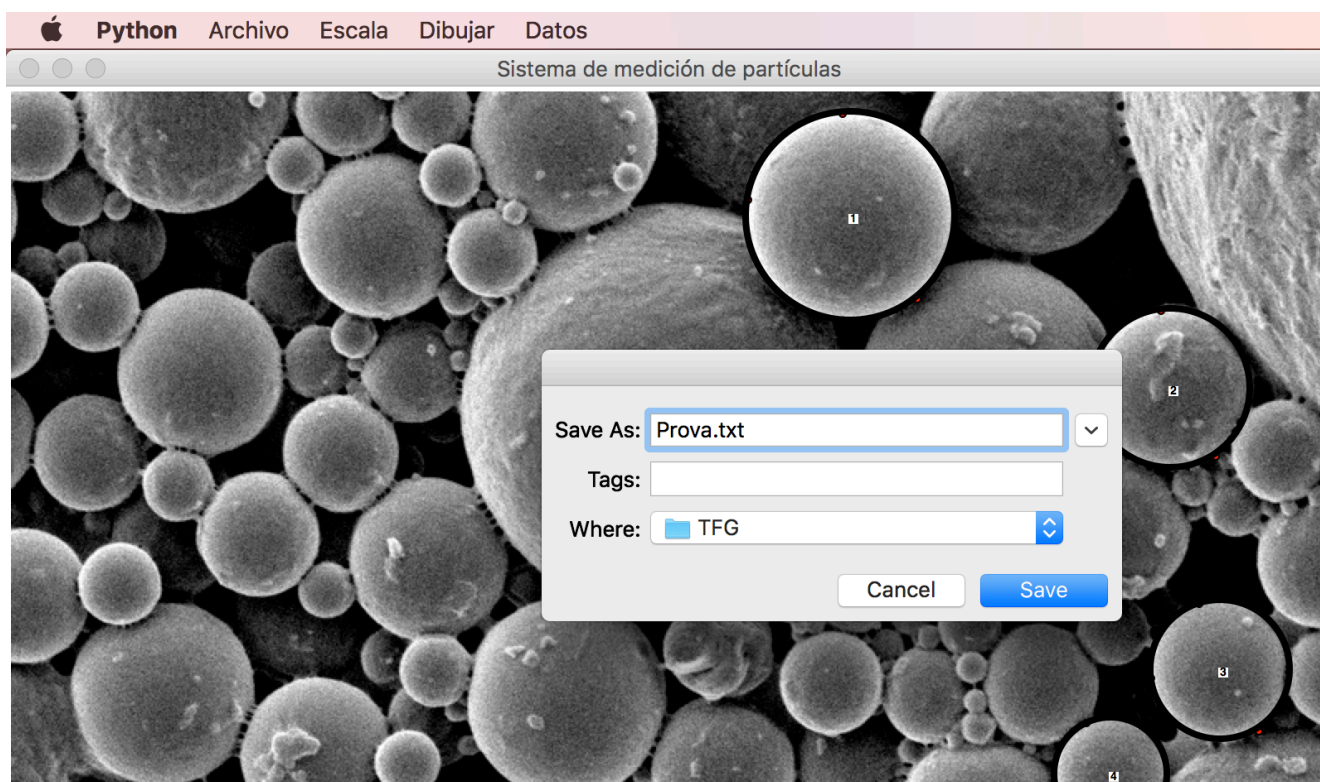 Python Archivo Escala Dibujar Datos
Sistema de medición de partículas
1
2
Save As: Prova.txt
Tags:
Where: TFG
Cancel Save
3
4